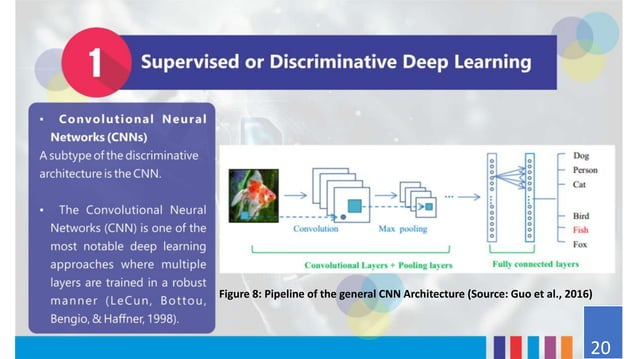 1
Supervised or Discriminative Deep Learning
• Convolutional Neural
Networks (CNNs)
A subtype of the discriminative
architecture is the CNN.
• The Convolutional Neural
Networks (CNN) is one of the
most notable deep learning
approaches where multiple
layers are trained in a robust
manner (LeCun, Bottou,
Bengio, & Haffner, 1998).
Convolution
Max pooling
...
Dog
Person
Cat
Bird
Fish
Fox
Convolutional Layers + Pooling layers
Fully connected layers
Figure 8: Pipeline of the general CNN Architecture (Source: Guo et al., 2016)
20